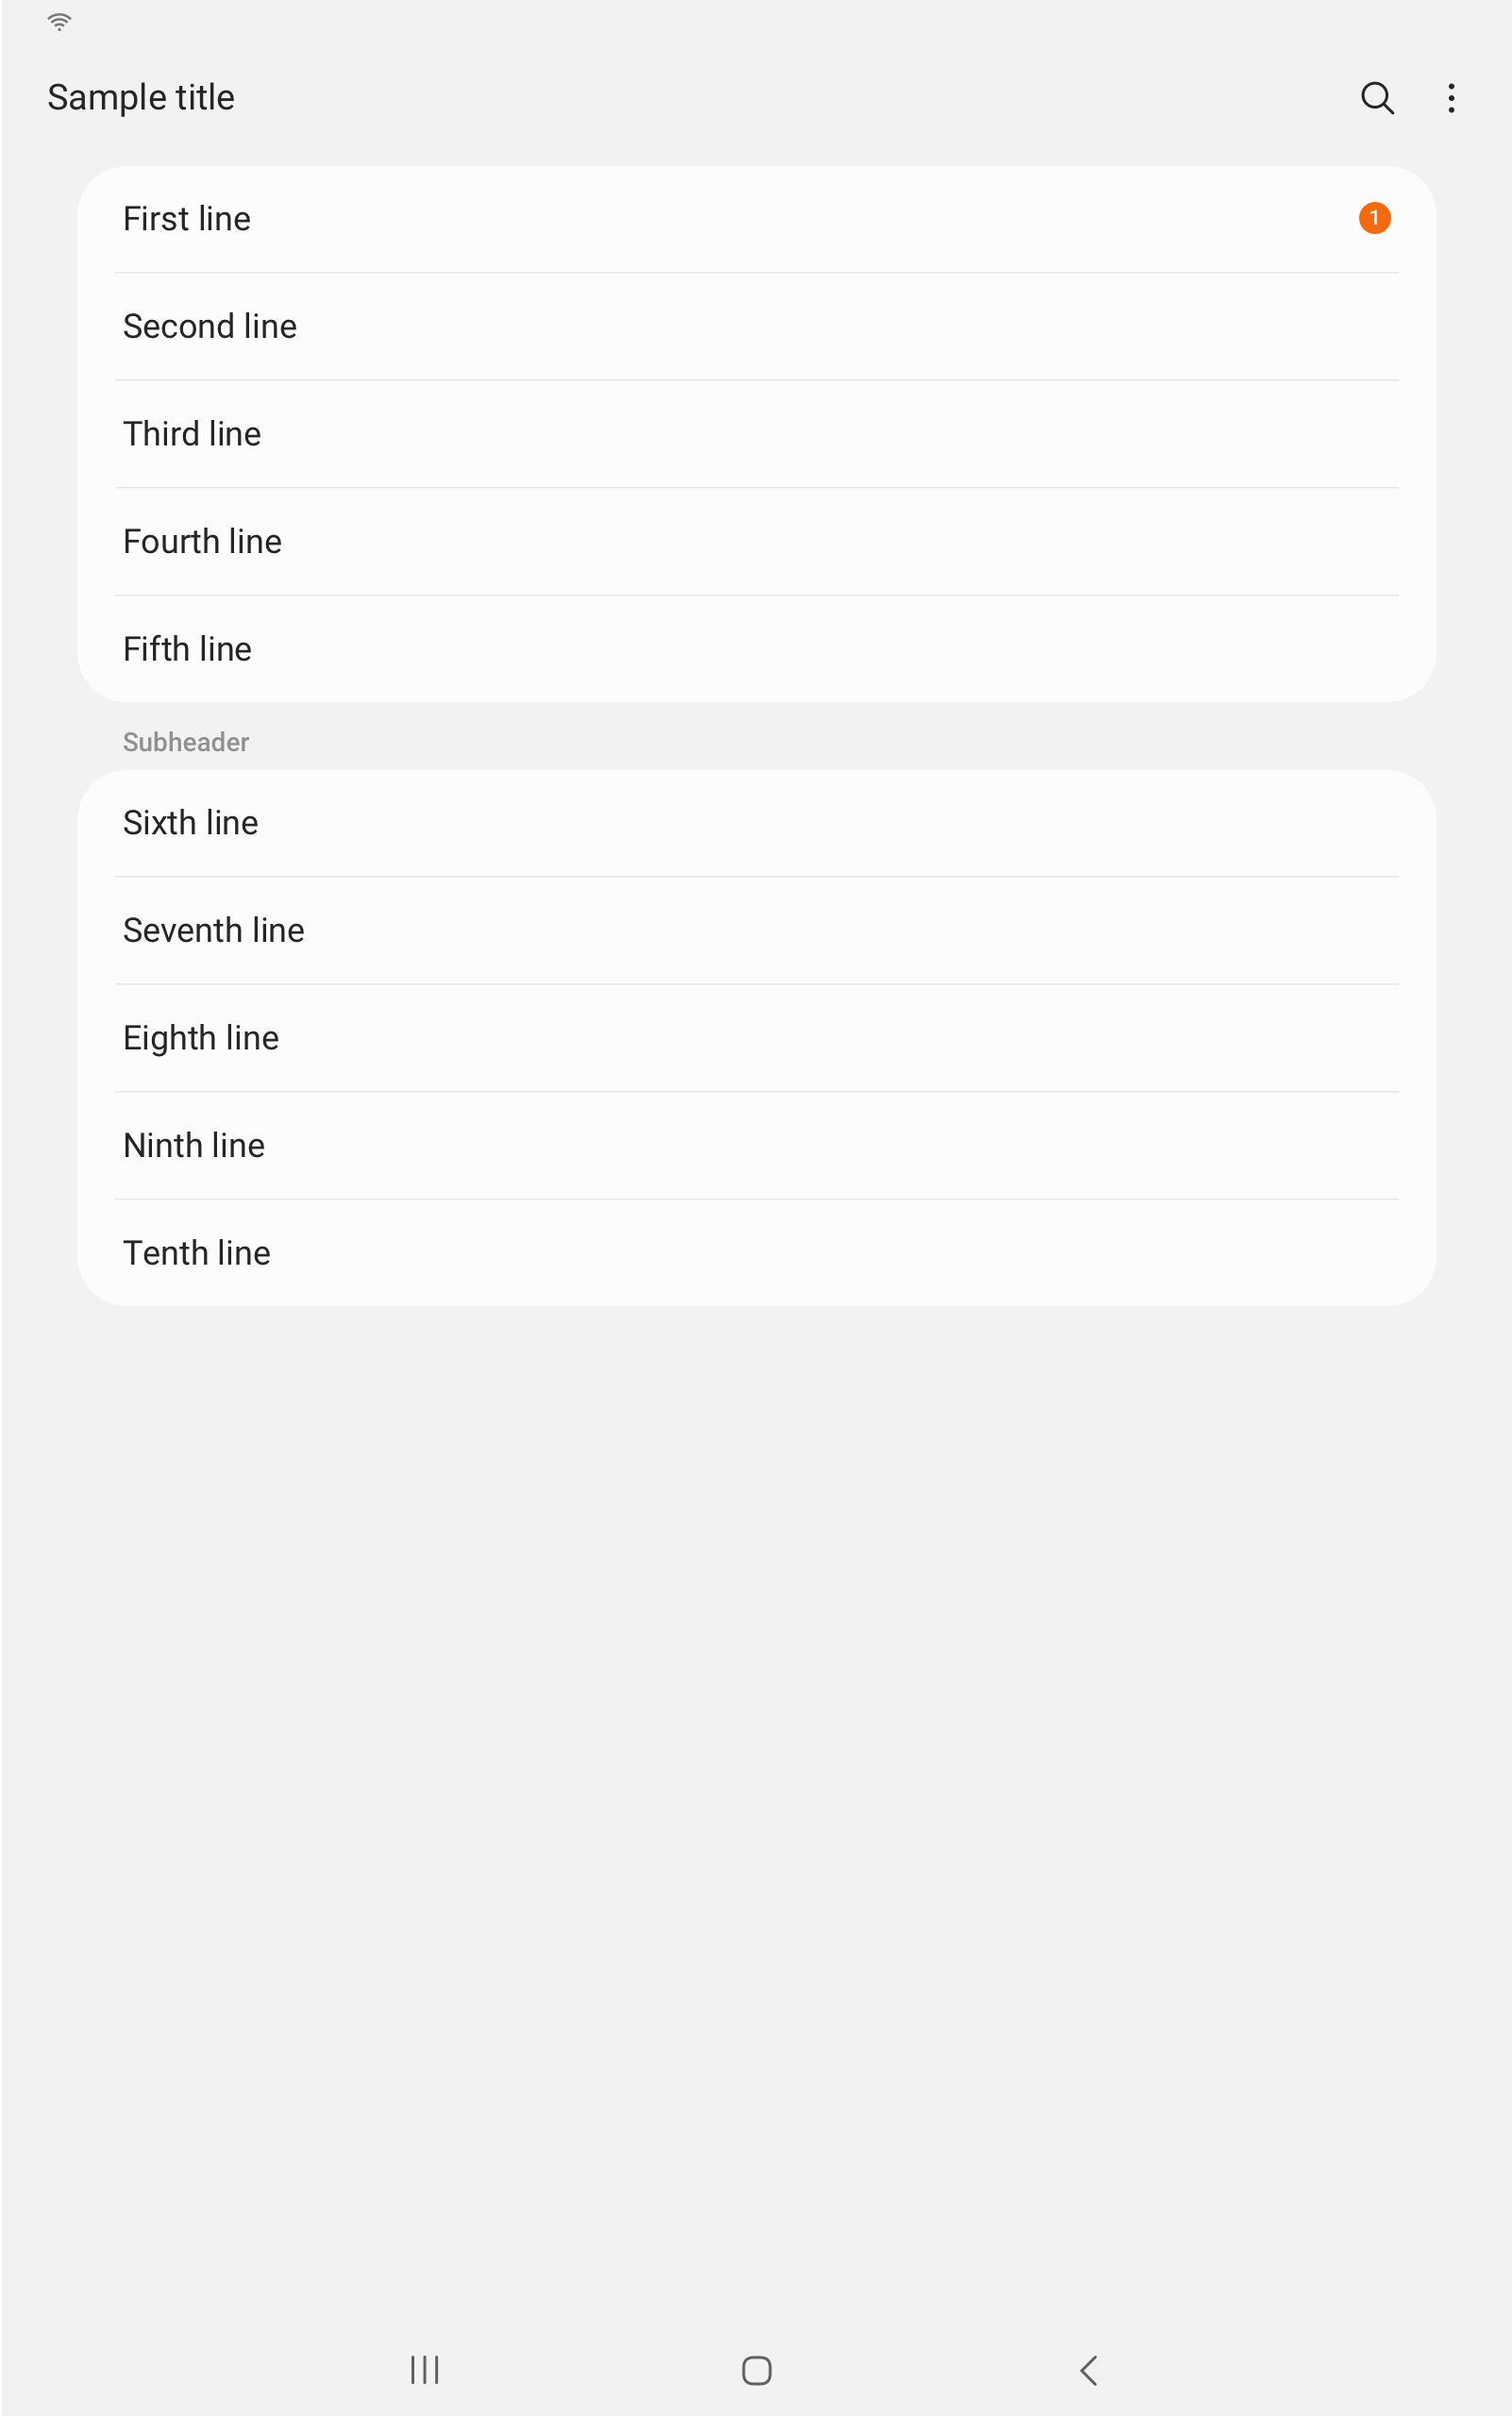 Sample title
First line
1
Second line
Third line
Fourth line
Fifth line
Subheader
Sixth line
Seventh line
Eighth line
Ninth line
Tenth line